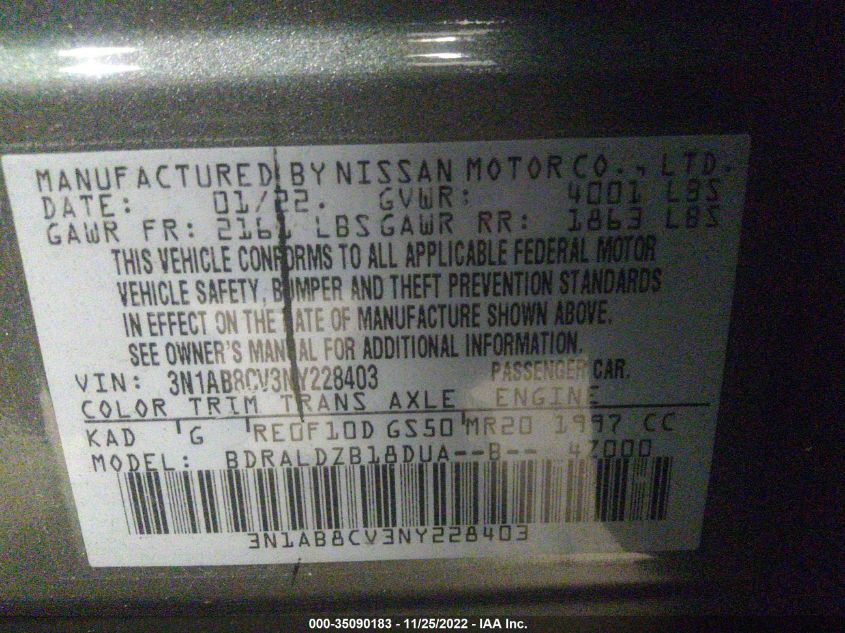 MANUFACTURED BY NISSAN MOTOR CO., LTD.
DATE: 01/22. GVWR: 4001 LBS
GAWR FR: 2161 LBS GAWR RR: 1863 LBS
THIS VEHICLE CONFORMS TO ALL APPLICABLE FEDERAL MOTOR
VEHICLE SAFETY, BUMPER AND THEFT PREVENTION STANDARDS
IN EFFECT ON THE DATE OF MANUFACTURE SHOWN ABOVE.
SEE OWNER'S MANUAL FOR ADDITIONAL INFORMATION.
VIN: 3N1AB8CV3NY228403 PASSENGER CAR.
COLOR TRIM TRANS AXLE ENGINE
KAD G RE0F10D GS50 MR20 1997 CC
MODEL: BDRALDZB18DUA--B-- 4Z000
3N1AB8CV3NY228403
000-35090183 - 11/25/2022 - IAA Inc.